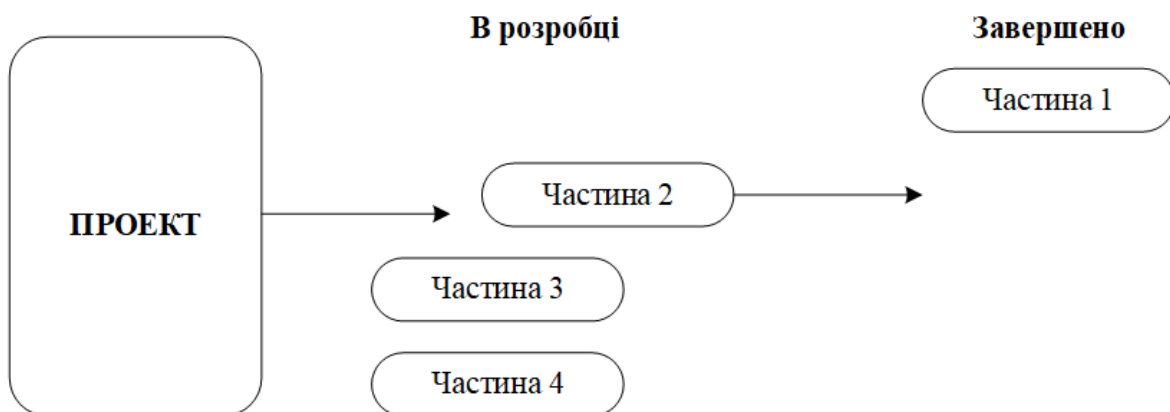 В розробці
Завершено
Частина 1
ПРОЕКТ
Частина 2
Частина 3
Частина 4